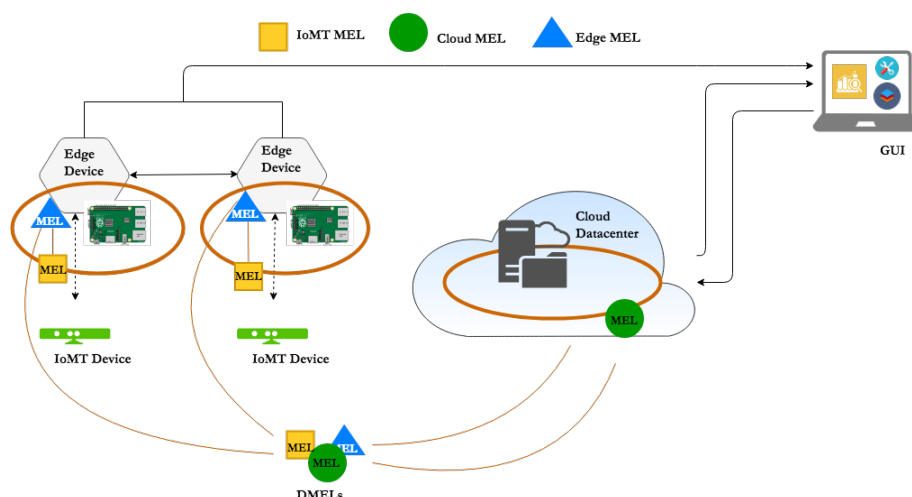 IoMT MEL
Cloud MEL
Edge MEL
GUI
Edge
Device
Edge
Device
MEL
MEL
MEL
MEL
Cloud
Datacenter
MEL
IoMT Device
IoMT Device
MEL
MEL
MEL
DMELs